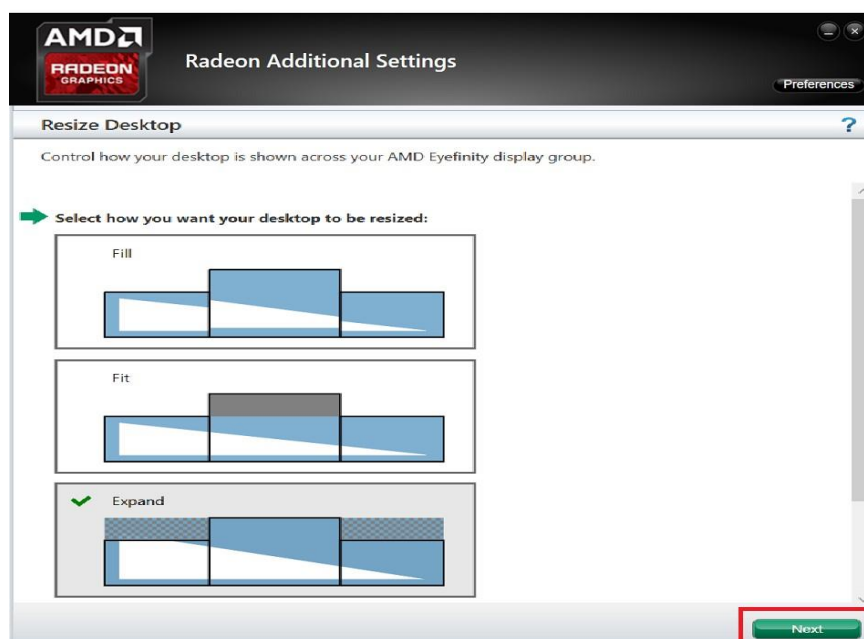 AMD
RADEON
GRAPHICS
Radeon Additional Settings
Preferences
Resize Desktop
?
Control how your desktop is shown across your AMD Eyefinity display group.
Select how you want your desktop to be resized:
Fill
Fit
Expand
Next